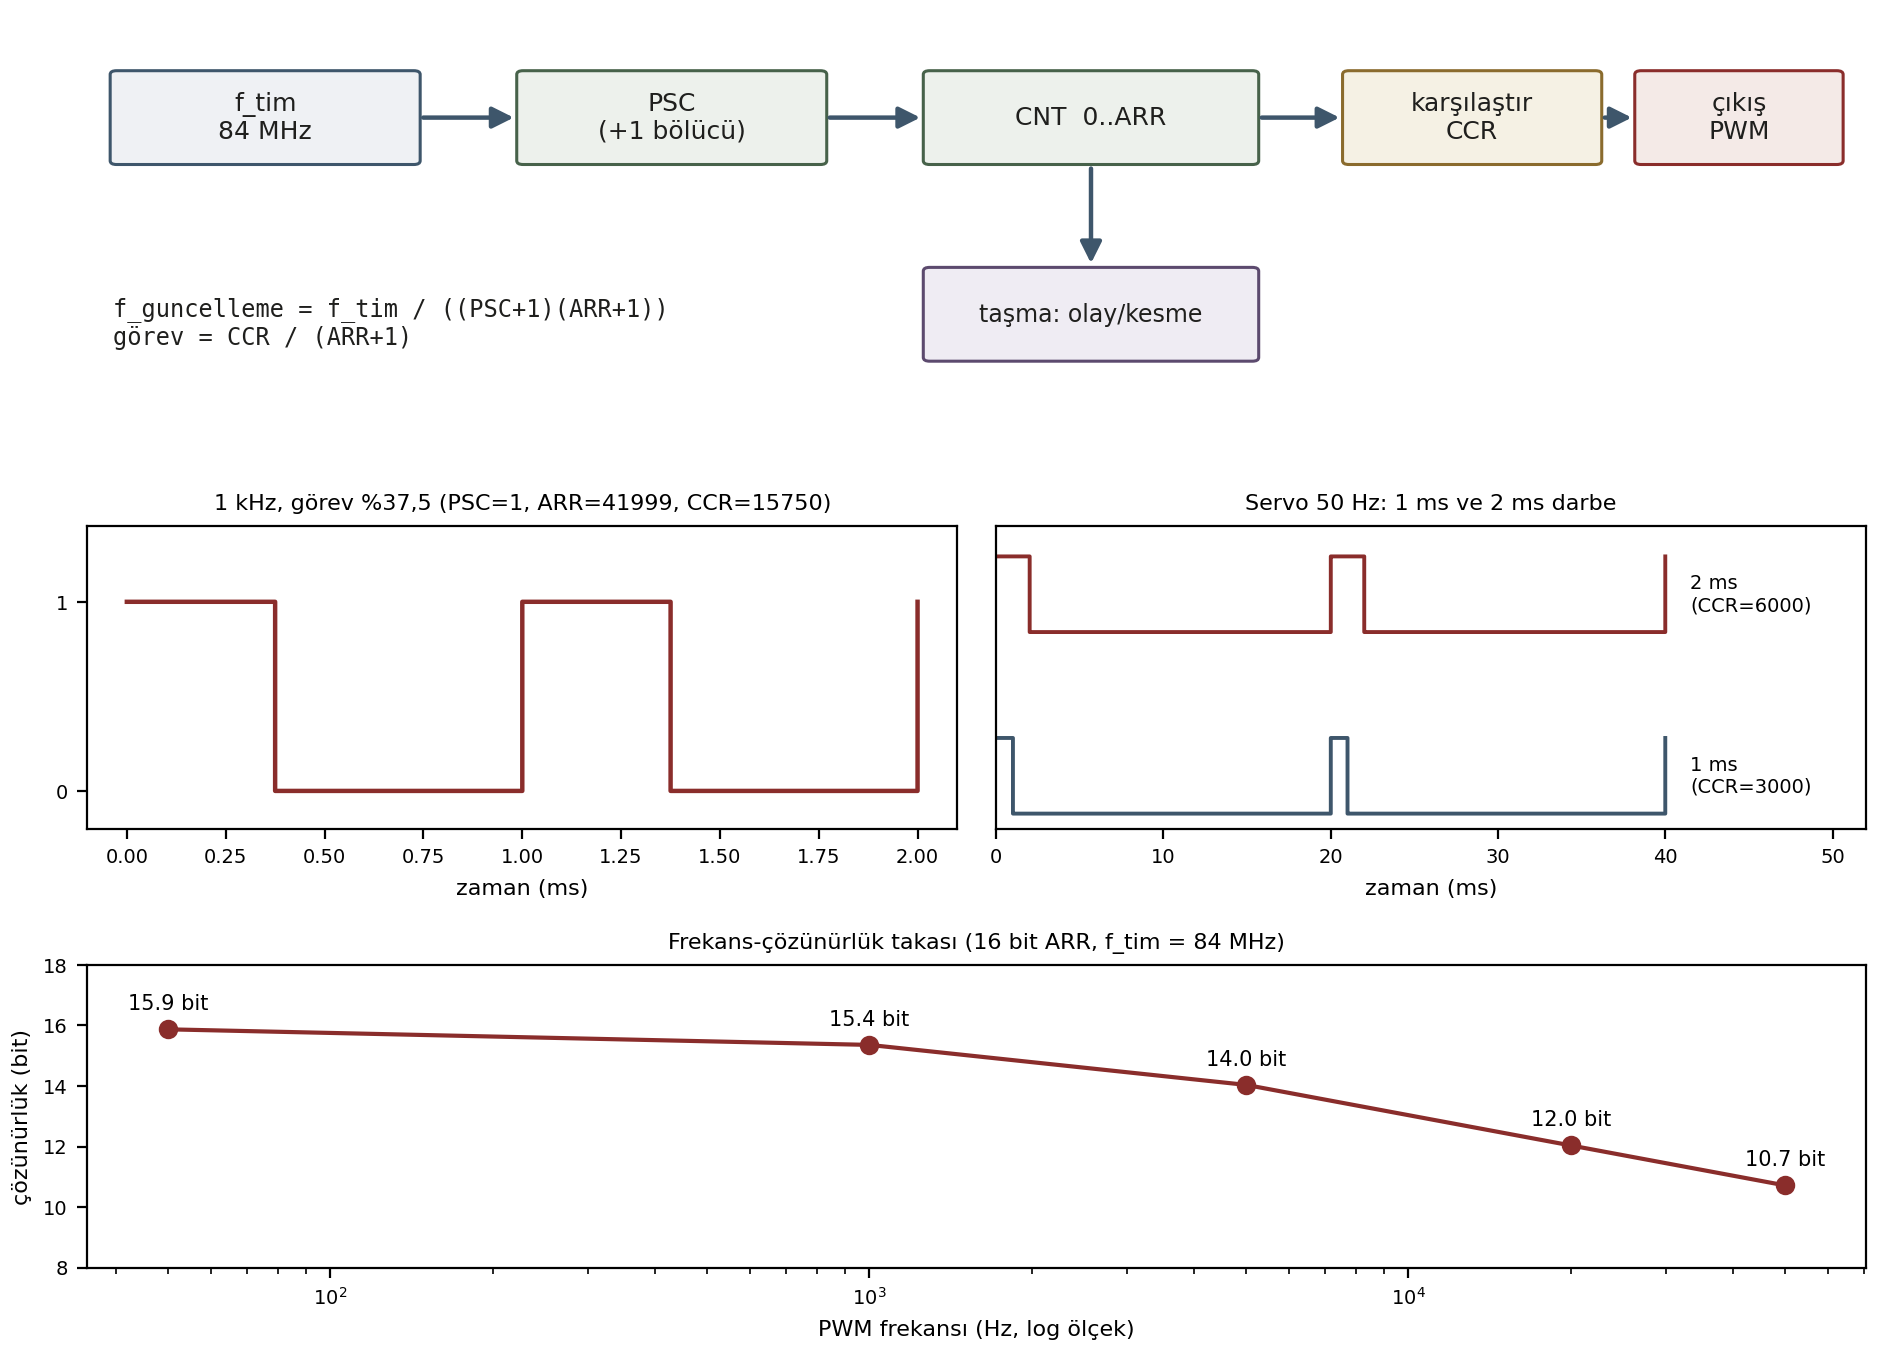 f_tim
84 MHz
PSC
(+1 bölücü)
CNT  0..ARR
karşılaştır
CCR
çıkış
PWM
taşma: olay/kesme
f_guncelleme = f_tim / ((PSC+1)(ARR+1))
görev = CCR / (ARR+1)
1 kHz, görev %37,5 (PSC=1, ARR=41999, CCR=15750)
1
0
0.00 0.25 0.50 0.75 1.00 1.25 1.50 1.75 2.00
zaman (ms)
Servo 50 Hz: 1 ms ve 2 ms darbe
2 ms
(CCR=6000)
1 ms
(CCR=3000)
0 10 20 30 40 50
zaman (ms)
Frekans-çözünürlük takası (16 bit ARR, f_tim = 84 MHz)
çözünürlük (bit)
18
16
14
12
10
8
15.9 bit
15.4 bit
14.0 bit
12.0 bit
10.7 bit
10² 10³ 10⁴
PWM frekansı (Hz, log ölçek)